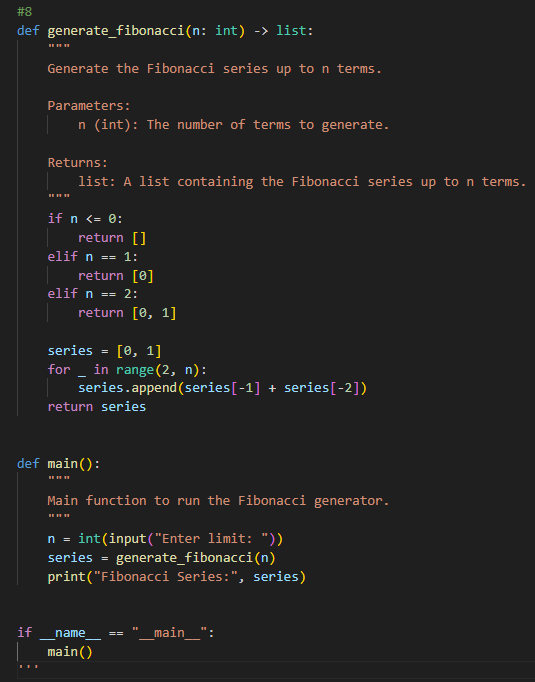 #8
def generate_fibonacci(n: int) -> list:
    """
    Generate the Fibonacci series up to n terms.

    Parameters:
        n (int): The number of terms to generate.

    Returns:
        list: A list containing the Fibonacci series up to n terms.
    """
    if n <= 0:
        return []
    elif n == 1:
        return [0]
    elif n == 2:
        return [0, 1]

    series = [0, 1]
    for _ in range(2, n):
        series.append(series[-1] + series[-2])
    return series


def main():
    """
    Main function to run the Fibonacci generator.
    """
    n = int(input("Enter limit: "))
    series = generate_fibonacci(n)
    print("Fibonacci Series:", series)


if __name__ == "__main__":
    main()
'''